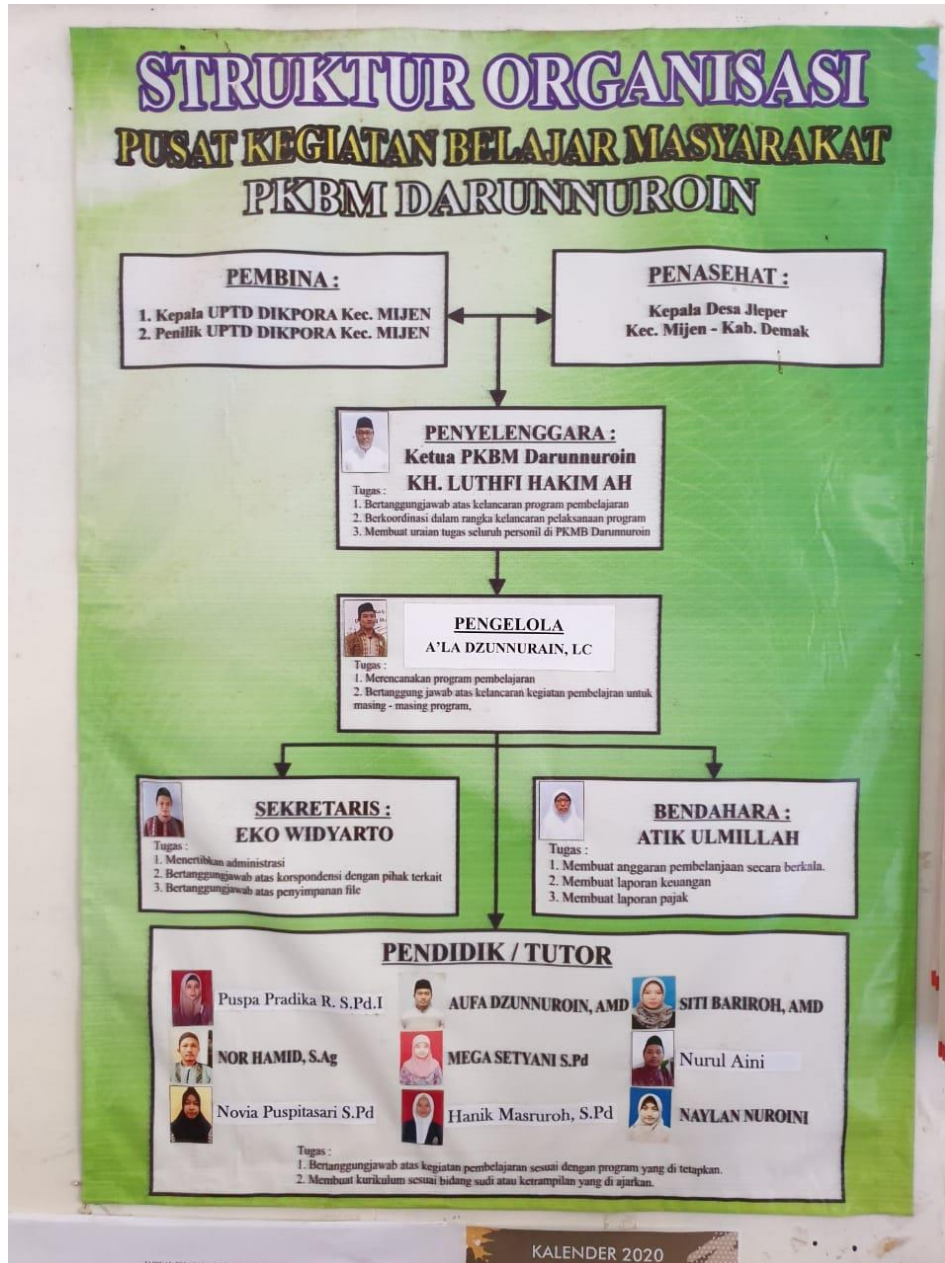 STRUKTUR ORGANISASI
PUSAT KEGIATAN BELAJAR MASYARAKAT
PKBM DARUNNUROIN
PEMBINA :
1. Kepala UPTD DIKPORA Kec. MIJEN
2. Penilik UPTD DIKPORA Kec. MIJEN
PENASEHAT :
Kepala Desa Jleper
Kec. Mijen - Kab. Demak
PENYELENGGARA :
Ketua PKBM Darunnuroin
KH. LUTHFI HAKIM AH
Tugas :
1. Bertanggungjawab atas kelancaran program pembelajaran
2. Berkoordinasi dalam rangka kelancaran pelaksanaan program
3. Membuat uraian tugas seluruh personil di PKMB Darunnuroin
PENGELOLA
A'LA DZUNNURAIN, LC
Tugas :
1. Merencanakan program pembelajaran
2. Bertanggung jawab atas kelancaran kegiatan pembelajran untuk
masing - masing program,
SEKRETARIS :
EKO WIDYARTO
Tugas :
1. Menertibkan administrasi
2. Bertanggungjawab atas korspondensi dengan pihak terkait
3. Bertanggungjawab atas penyimpanan file
BENDAHARA :
ATIK ULMILLAH
Tugas :
1. Membuat anggaran pembelanjaan secara berkala.
2. Membuat laporan keuangan
3. Membuat laporan pajak
PENDIDIK / TUTOR
Puspa Pradika R. S.Pd.I
AUFA DZUNNUROIN, AMD
SITI BARIROH, AMD
NOR HAMID, S.Ag
MEGA SETYANI S.Pd
Nurul Aini
Novia Puspitasari S.Pd
Hanik Masruroh, S.Pd
NAYLAN NUROINI
Tugas :
1. Bertanggungjawab atas kegiatan pembelajaran sesuai dengan program yang di tetapkan.
2. Membuat kurikulum sesuai bidang sudi atau ketrampilan yang di ajarkan.
KALENDER 2020